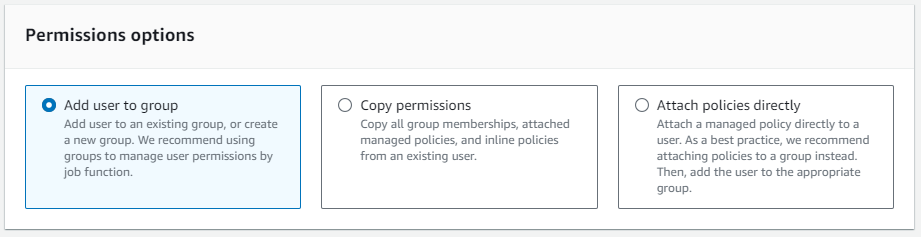 Permissions options
Add user to group
Add user to an existing group, or create
a new group. We recommend using
groups to manage user permissions by
job function.
Copy permissions
Copy all group memberships, attached
managed policies, and inline policies
from an existing user.
Attach policies directly
Attach a managed policy directly to a
user. As a best practice, we recommend
attaching policies to a group instead.
Then, add the user to the appropriate
group.